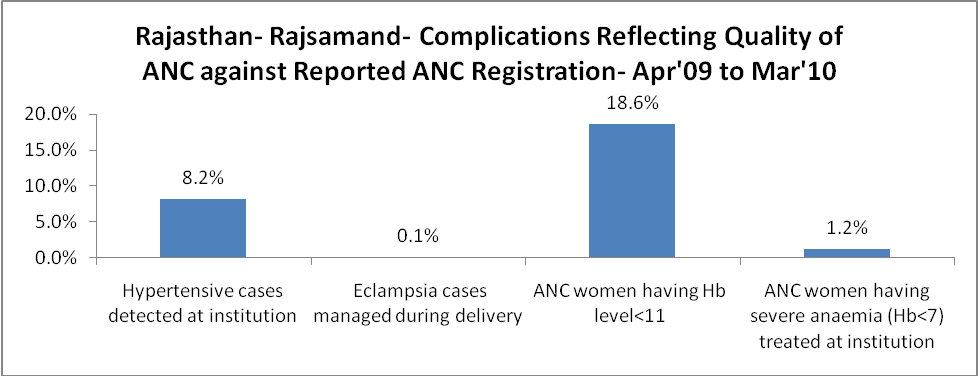 Rajasthan- Rajsamand- Complications Reflecting Quality of
ANC against Reported ANC Registration- Apr'09 to Mar'10
20.0%
15.0%
10.0%
5.0%
0.0%
8.2%
0.1%
18.6%
1.2%
Hypertensive cases
detected at institution
Eclampsia cases
managed during delivery
ANC women having Hb
level<11
ANC women having
severe anaemia (Hb<7)
treated at institution